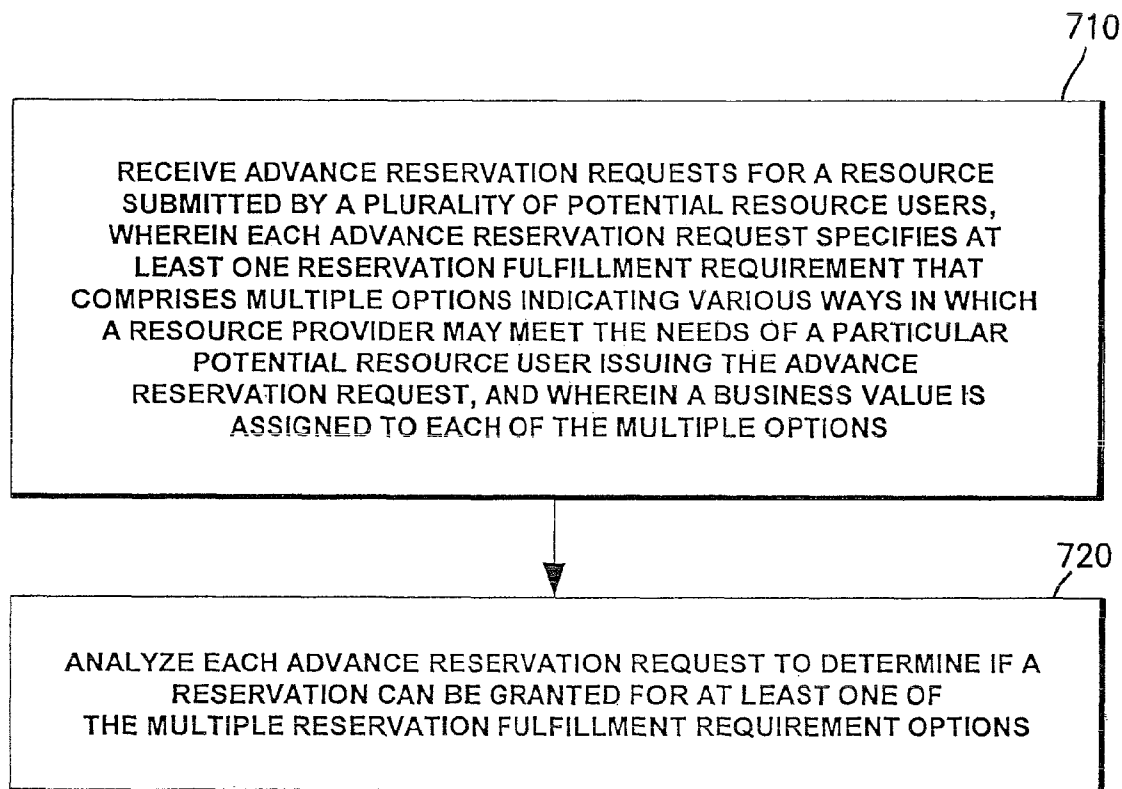 710
RECEIVE ADVANCE RESERVATION REQUESTS FOR A RESOURCE
SUBMITTED BY A PLURALITY OF POTENTIAL RESOURCE USERS,
WHEREIN EACH ADVANCE RESERVATION REQUEST SPECIFIES AT
LEAST ONE RESERVATION FULFILLMENT REQUIREMENT THAT
COMPRISES MULTIPLE OPTIONS INDICATING VARIOUS WAYS IN WHICH
A RESOURCE PROVIDER MAY MEET THE NEEDS OF A PARTICULAR
POTENTIAL RESOURCE USER ISSUING THE ADVANCE
RESERVATION REQUEST, AND WHEREIN A BUSINESS VALUE IS
ASSIGNED TO EACH OF THE MULTIPLE OPTIONS
720
ANALYZE EACH ADVANCE RESERVATION REQUEST TO DETERMINE IF A
RESERVATION CAN BE GRANTED FOR AT LEAST ONE OF
THE MULTIPLE RESERVATION FULFILLMENT REQUIREMENT OPTIONS